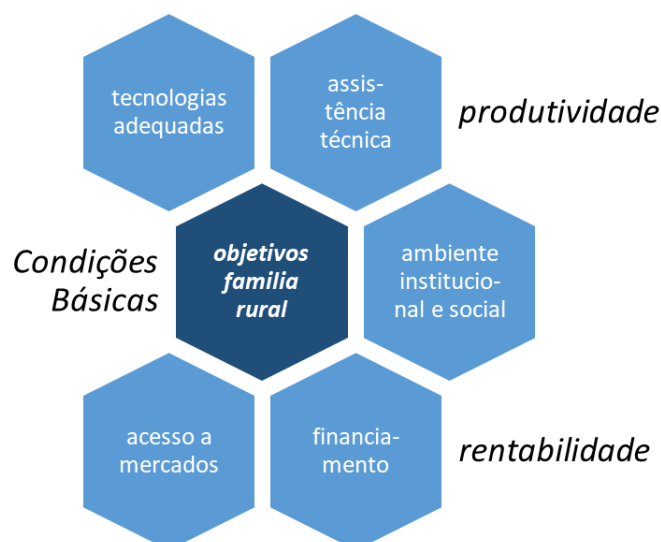 tecnologias
adequadas
assis-
tência
técnica
produtividade
Condições
Básicas
objetivos
familia
rural
ambiente
institucio-
nal e social
acesso a
mercados
financia-
mento
rentabilidade